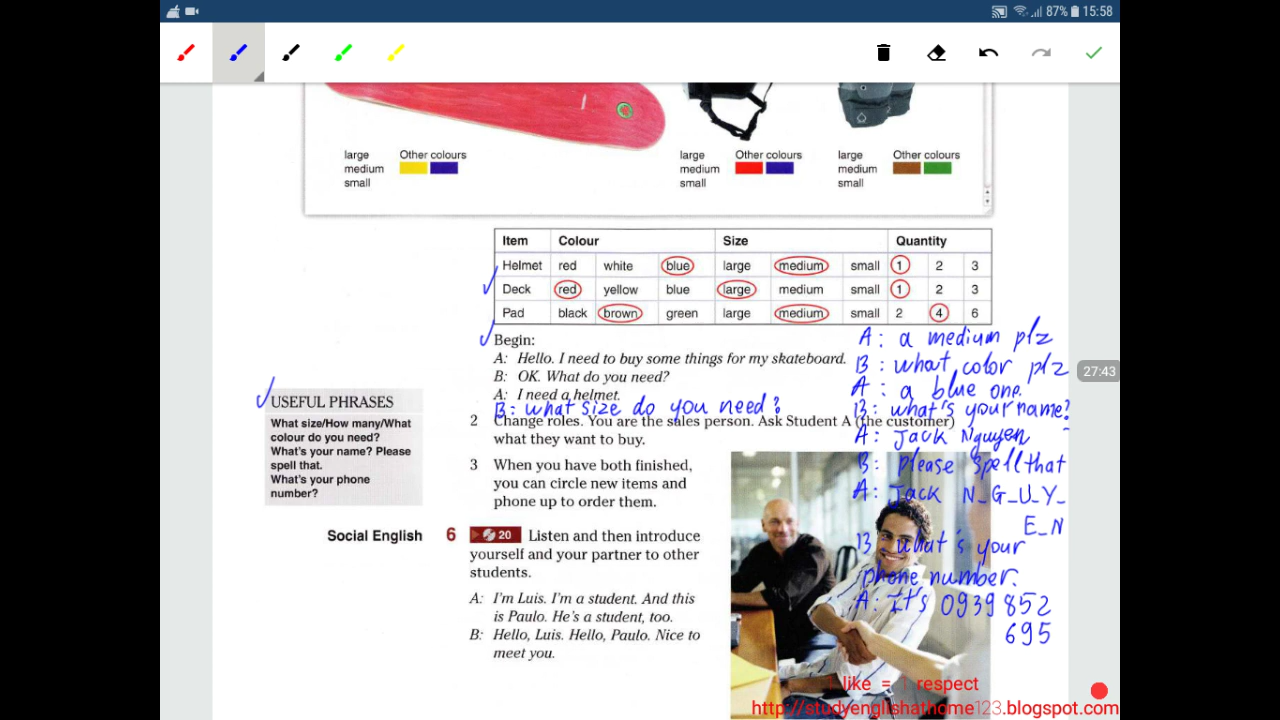 87% 15:58
large Other colours
medium
small
large Other colours
medium
small
large Other colours
medium
small
Item Colour Size Quantity
Helmet red white blue large medium small 1 2 3
Deck red yellow blue large medium small 1 2 3
Pad black brown green large medium small 2 4 6
Begin:
A: Hello. I need to buy some things for my skateboard.
B: OK. What do you need?
A: I need a helmet.
B: what size do you need?
A: a medium plz
B: what color plz
A: a blue one.
B: what's your name?
A: Jack Nguyen
B: please spell that
A: Jack N_G_U_Y_
E_N
B what's your
phone number.
A: It's 0939 852
695
27:43
USEFUL PHRASES
What size/How many/What
colour do you need?
What's your name? Please
spell that.
What's your phone
number?
2 Change roles. You are the sales person. Ask Student A (the customer)
what they want to buy.
3 When you have both finished,
you can circle new items and
phone up to order them.
Social English 6 20 Listen and then introduce
yourself and your partner to other
students.
A: I'm Luis. I'm a student. And this
is Paulo. He's a student, too.
B: Hello, Luis. Hello, Paulo. Nice to
meet you.
like = respect
http://studyenglishathome123.blogspot.com